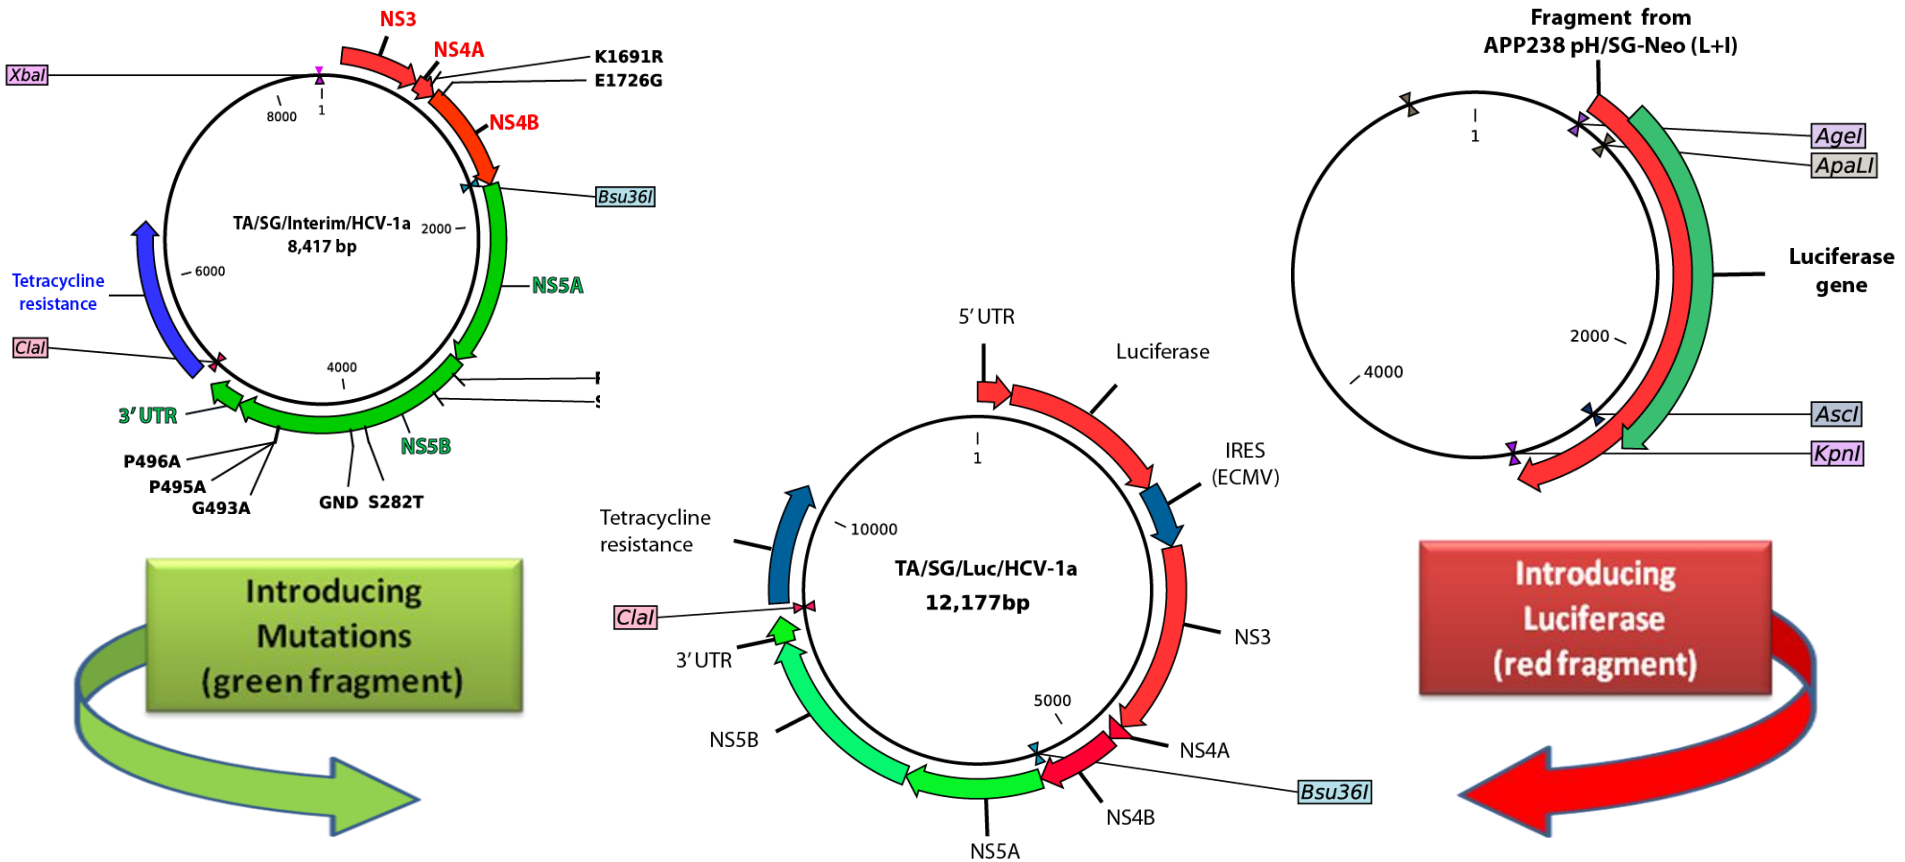 NS3
NS4A
K1691R
E1726G
XbaI
1
8000
NS4B
Bsu36I
TA/SG/Interim/HCV-1a
8,417 bp
2000
6000
Tetracycline
resistance
NS5A
ClaI
4000
3’ UTR
NS5B
P496A
P495A
G493A
GND
S282T
Introducing
Mutations
(green fragment)
5’ UTR
Luciferase
1
IRES
(ECMV)
Tetracycline
resistance
10000
TA/SG/Luc/HCV-1a
12,177bp
ClaI
NS3
3’ UTR
5000
NS5B
NS4A
Bsu36I
NS4B
NS5A
Fragment from
APP238 pH/SG-Neo (L+I)
1
AgeI
ApaLI
Luciferase
gene
2000
4000
AscI
KpnI
Introducing
Luciferase
(red fragment)